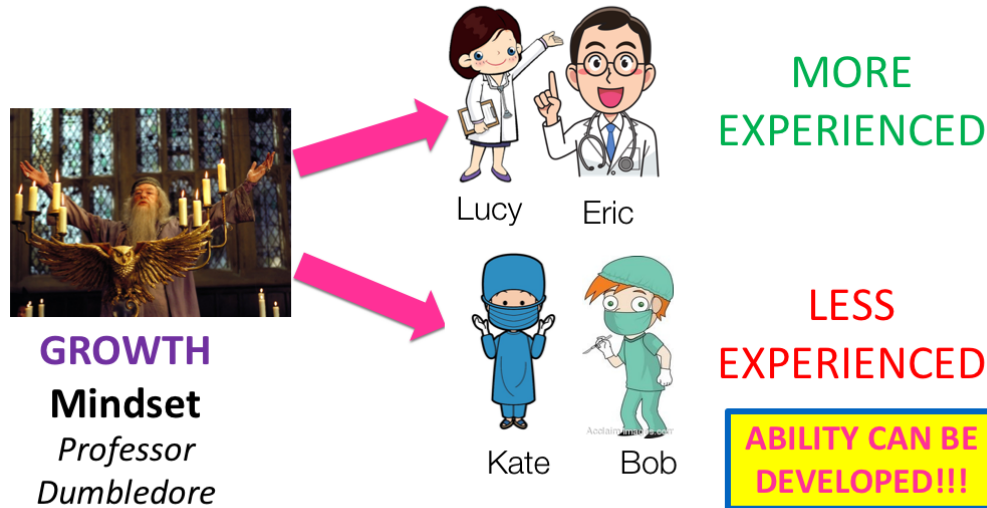 MORE
EXPERIENCED
Lucy
Eric
GROWTH
Mindset
Professor
Dumbledore
LESS
EXPERIENCED
Kate
Bob
ABILITY CAN BE
DEVELOPED!!!